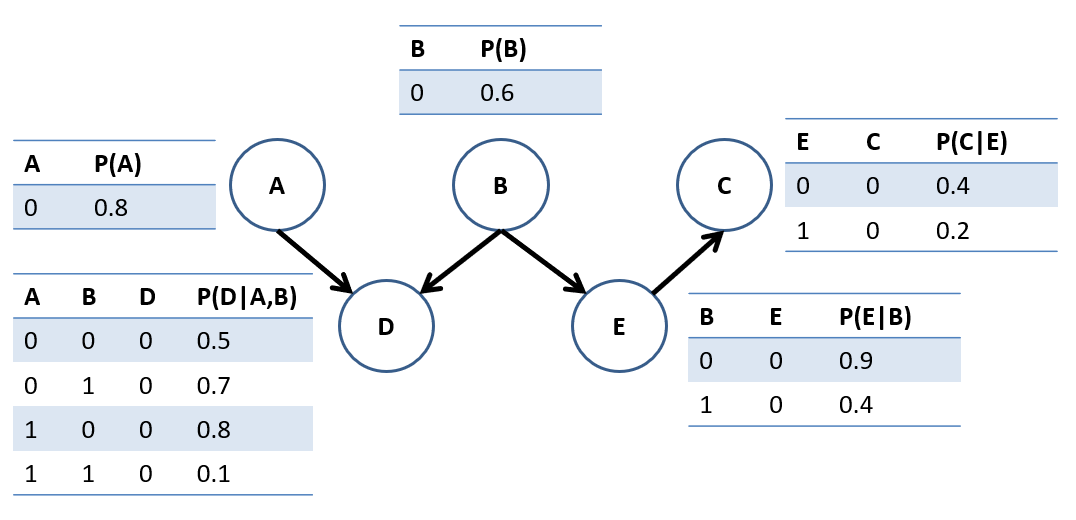 B P(B)
0 0.6
A P(A)
0 0.8
A
B
C
E C P(C|E)
0 0 0.4
1 0 0.2
A B D P(D|A,B)
0 0 0 0.5
0 1 0 0.7
1 0 0 0.8
1 1 0 0.1
D
E
B E P(E|B)
0 0 0.9
1 0 0.4